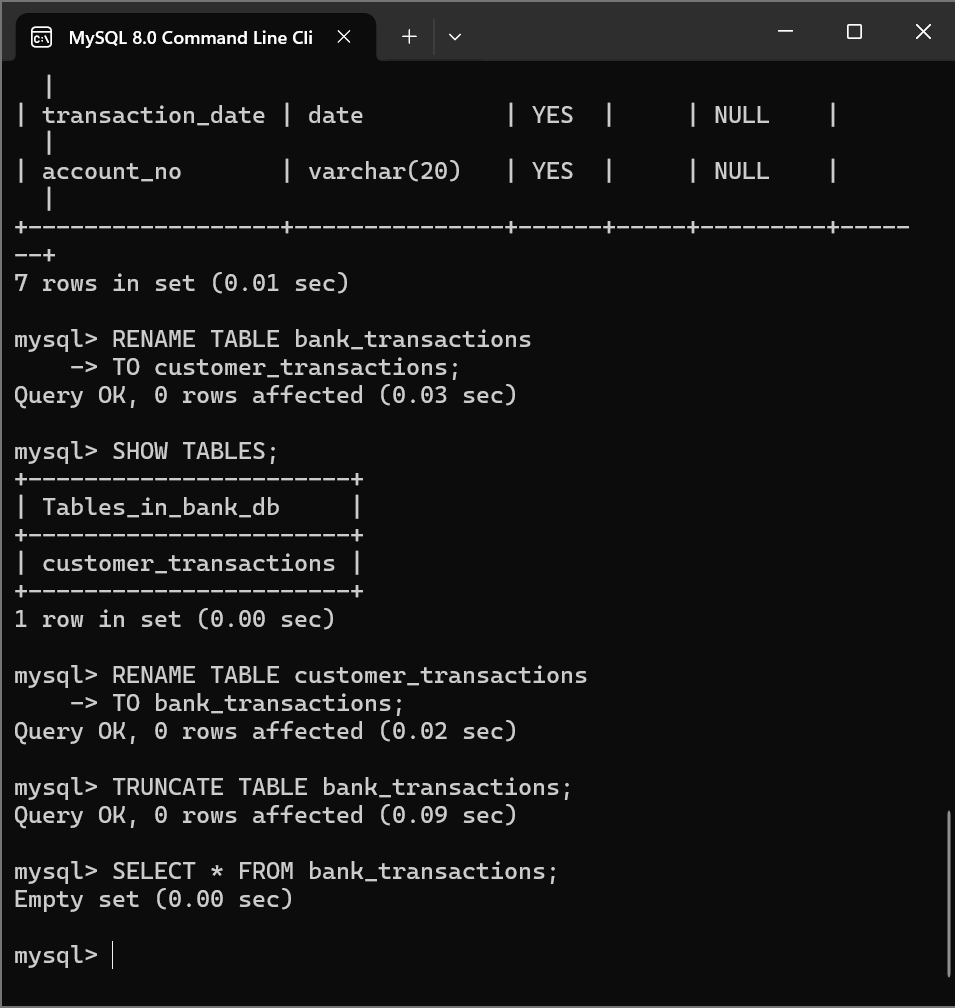 MySQL 8.0 Command Line Cli
  |
| transaction_date | date          | YES  |     | NULL    |
  |
| account_no       | varchar(20)   | YES  |     | NULL    |
  |
+------------------+---------------+------+-----+---------+-----
--+
7 rows in set (0.01 sec)
mysql> RENAME TABLE bank_transactions
    -> TO customer_transactions;
Query OK, 0 rows affected (0.03 sec)
mysql> SHOW TABLES;
+-----------------------+
| Tables_in_bank_db     |
+-----------------------+
| customer_transactions |
+-----------------------+
1 row in set (0.00 sec)
mysql> RENAME TABLE customer_transactions
    -> TO bank_transactions;
Query OK, 0 rows affected (0.02 sec)
mysql> TRUNCATE TABLE bank_transactions;
Query OK, 0 rows affected (0.09 sec)
mysql> SELECT * FROM bank_transactions;
Empty set (0.00 sec)
mysql>